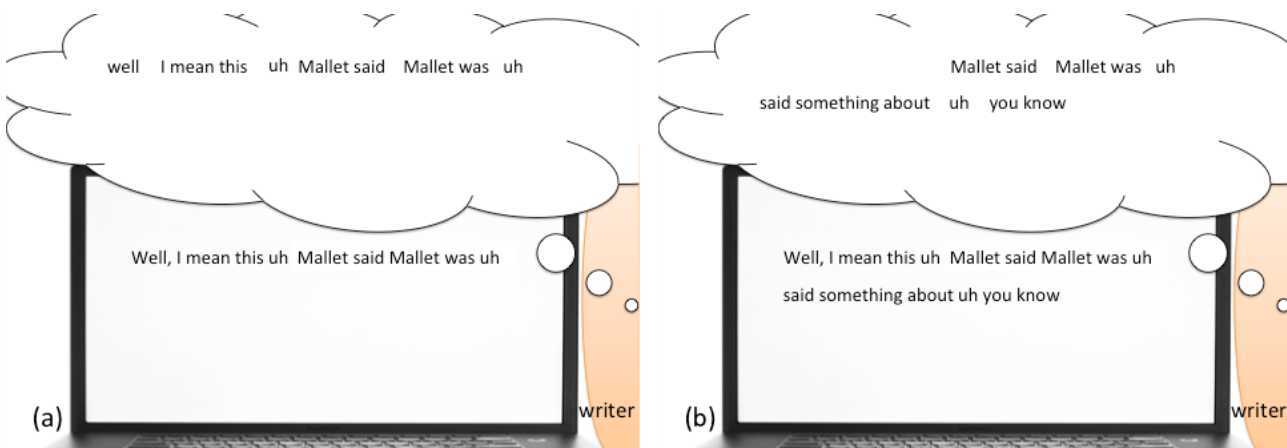 well I mean this uh Mallet said Mallet was uh
Well, I mean this uh Mallet said Mallet was uh
(a)
writer
Mallet said Mallet was uh
said something about uh you know
Well, I mean this uh Mallet said Mallet was uh
said something about uh you know
(b)
writer